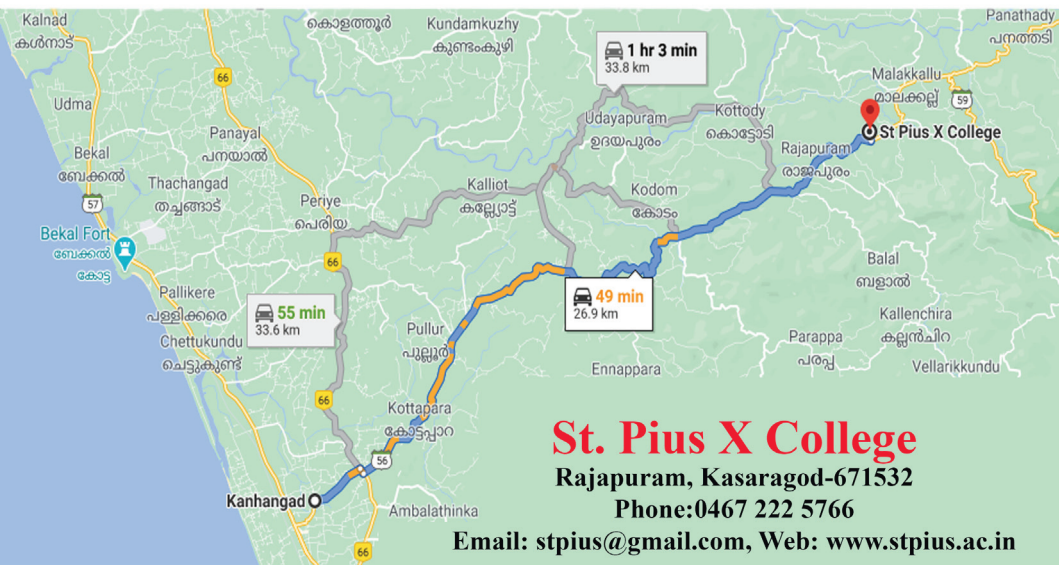 Kalnad
കൾനാട്
കൊളത്തൂർ
Kundamkuzhy
കുണ്ടംകുഴി
Panathady
പനത്തടി
1 hr 3 min
33.8 km
66
Malakkallu
മാലക്കല്ല്
59
Udma
Udayapuram
ഉദയപുരം
Kottody
കൊട്ടോടി
St Pius X College
Panayal
പനയാൽ
Rajapuram
രാജപുരം
Bekal
ബേക്കൽ
57
Thachangad
തച്ചങ്ങാട്
Periye
പെരിയ
Kalliot
കല്ല്യോട്ട്
Kodom
കോടം
Bekal Fort
ബേക്കൽ
കോട്ട
66
Balal
ബളാൽ
Pallikere
പള്ളിക്കരെ
55 min
33.6 km
49 min
26.9 km
Chettukundu
ചെട്ടുകുണ്ട്
Pullur
പുല്ലൂർ
Kallenchira
കല്ലൻചിറ
Parappa
പരപ്പ
Ennappara
Vellarikkundu
66
Kottapara
കോട്ടപ്പാറ
56
Kanhangad
Ambalathinka
66
St. Pius X College
Rajapuram, Kasaragod-671532
Phone:0467 222 5766
Email: stpius@gmail.com, Web: www.stpius.ac.in